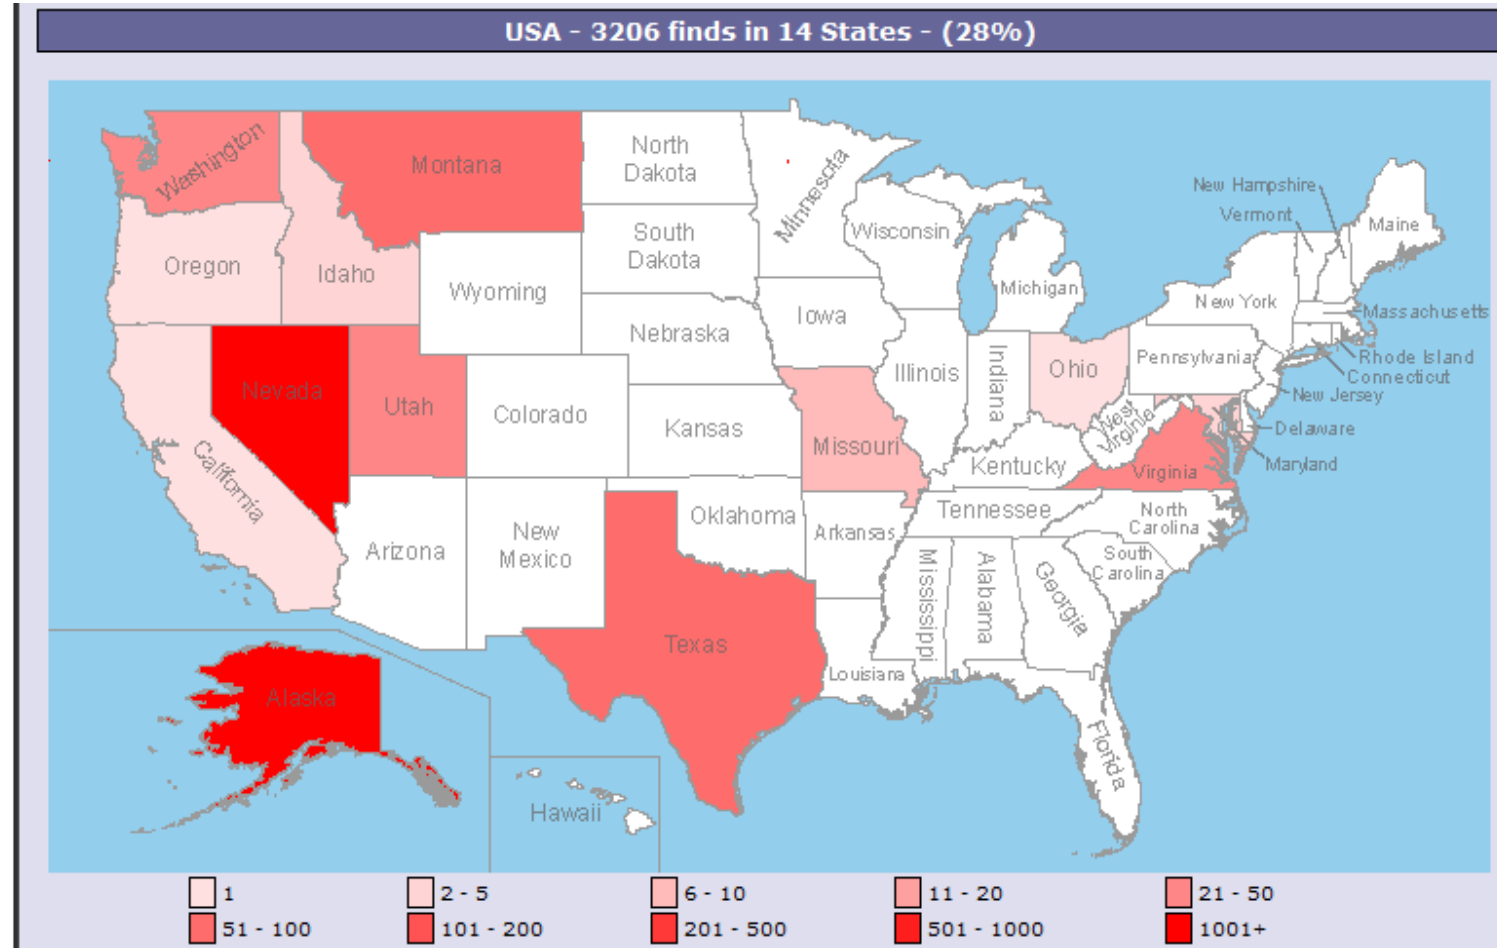 USA - 3206 finds in 14 States - (28%)
Washington
Montana
North
Dakota
Minnesota
New Hampshire
Vermont
Maine
Oregon
Idaho
South
Dakota
Wisconsin
Michigan
Wyoming
New York
Massachusetts
Nebraska
Iowa
Pennsylvania
Rhode Island
Connecticut
New Jersey
Nevada
Utah
Colorado
Kansas
Illinois
Indiana
Ohio
West
Virginia
Delaware
Maryland
California
Missouri
Kentucky
Virginia
Arizona
New
Mexico
Oklahoma
Arkansas
Tennessee
North
Carolina
South
Carolina
Texas
Louisiana
Mississippi
Alabama
Georgia
Florida
Alaska
Hawaii
1
2 - 5
6 - 10
11 - 20
21 - 50
51 - 100
101 - 200
201 - 500
501 - 1000
1001+